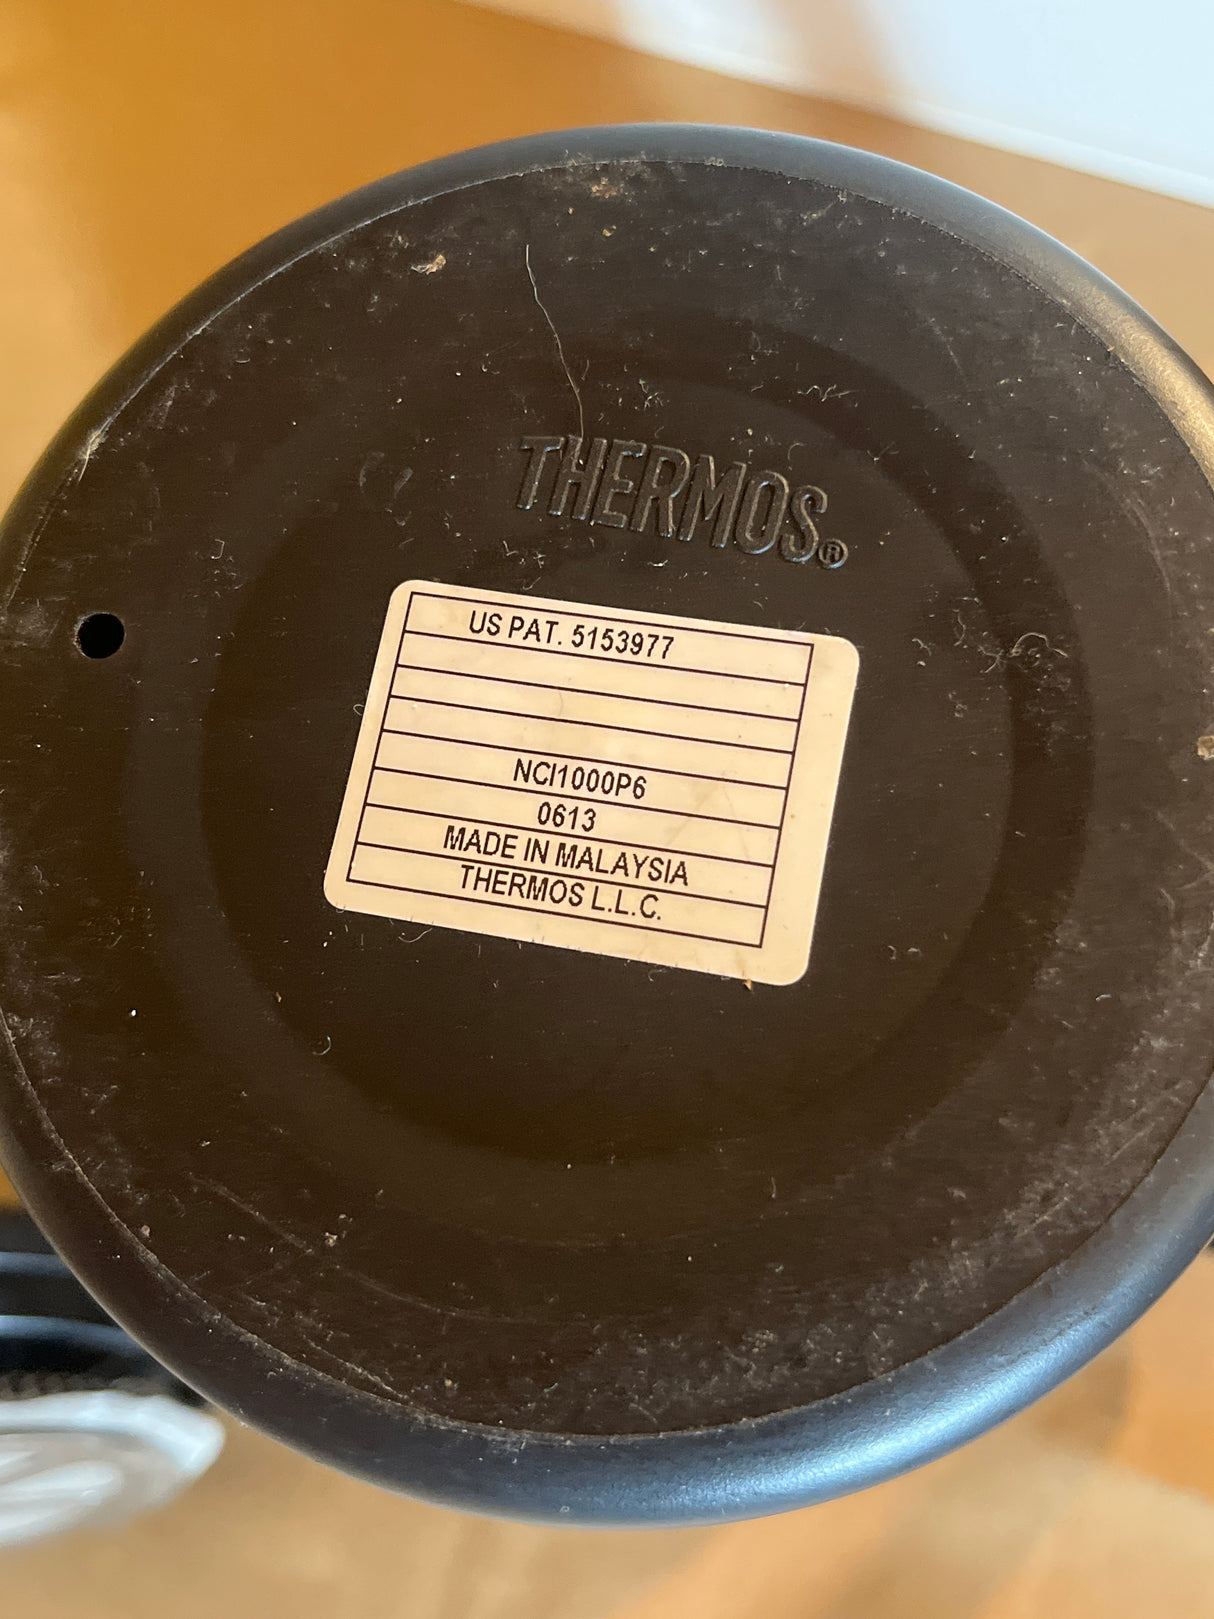 THERMOS®
US PAT. 5153977
NCI1000P6
0613
MADE IN MALAYSIA
THERMOS L.L.C.